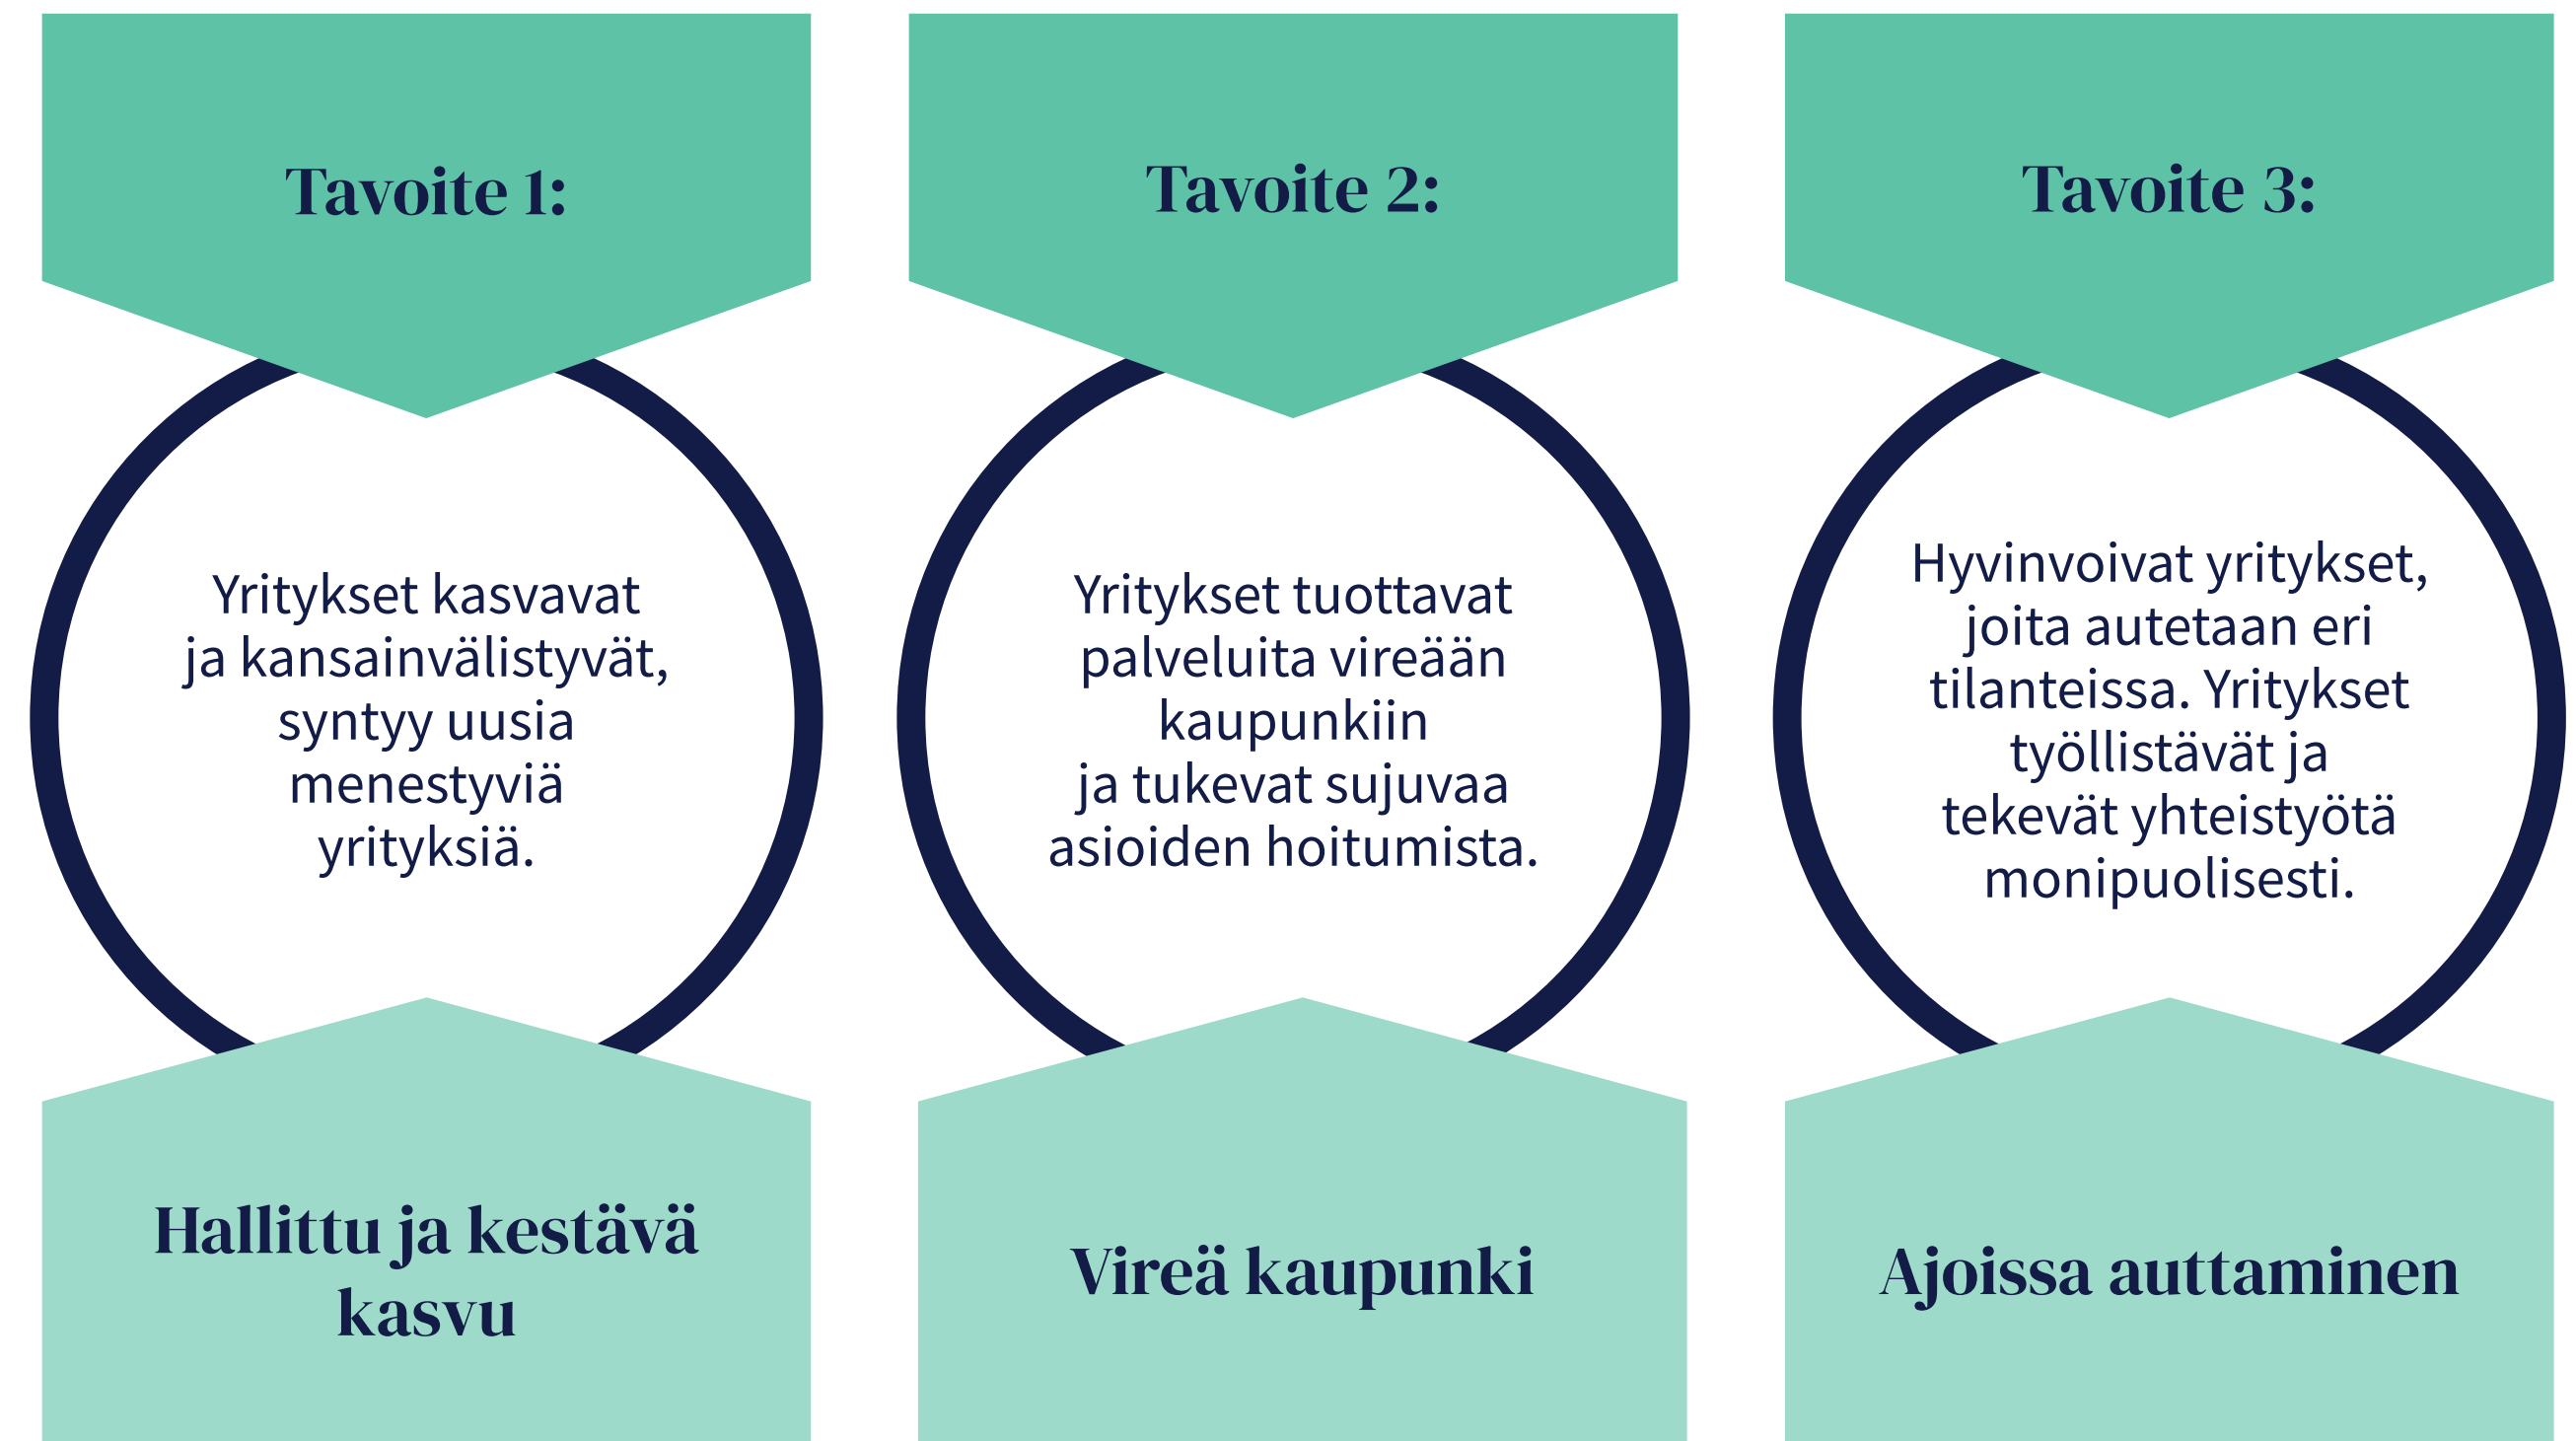 Tavoite 1:
Yritykset kasvavat
ja kansainvälistyvät,
syntyy uusia
menestyviä
yrityksiä.
Hallittu ja kestävä
kasvu
Tavoite 2:
Yritykset tuottavat
palveluita vireään
kaupunkiin
ja tukevat sujuvaa
asioiden hoitumista.
Vireä kaupunki
Tavoite 3:
Hyvinvoivat yritykset,
joita autetaan eri
tilanteissa. Yritykset
työllistävät ja
tekevät yhteistyötä
monipuolisesti.
Ajoissa auttaminen